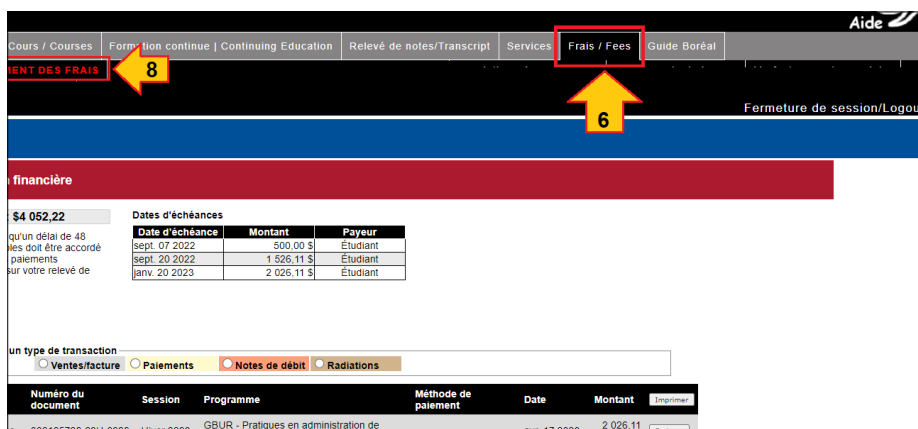 Aide
Cours / Courses Formation continue | Continuing Education Relevé de notes/Transcript Services Frais / Fees Guide Boréal
MENT DES FRAIS 8
6
Fermeture de session/Logou
financière
$4 052,22 Dates d'échéances
qu'un délai de 48
doit être accordé
paiements
sur votre relevé de
Date d'échéance Montant Payeur
sept. 07 2022 500,00 $ Étudiant
sept. 20 2022 1 526,11 $ Étudiant
janv. 20 2023 2 026,11 $ Étudiant
un type de transaction
Ventes/facture Paiements Notes de débit Radiations
Numéro du document Session Programme Méthode de paiement Date Montant Imprimer
GBUR - Pratiques en administration de
2 026,11